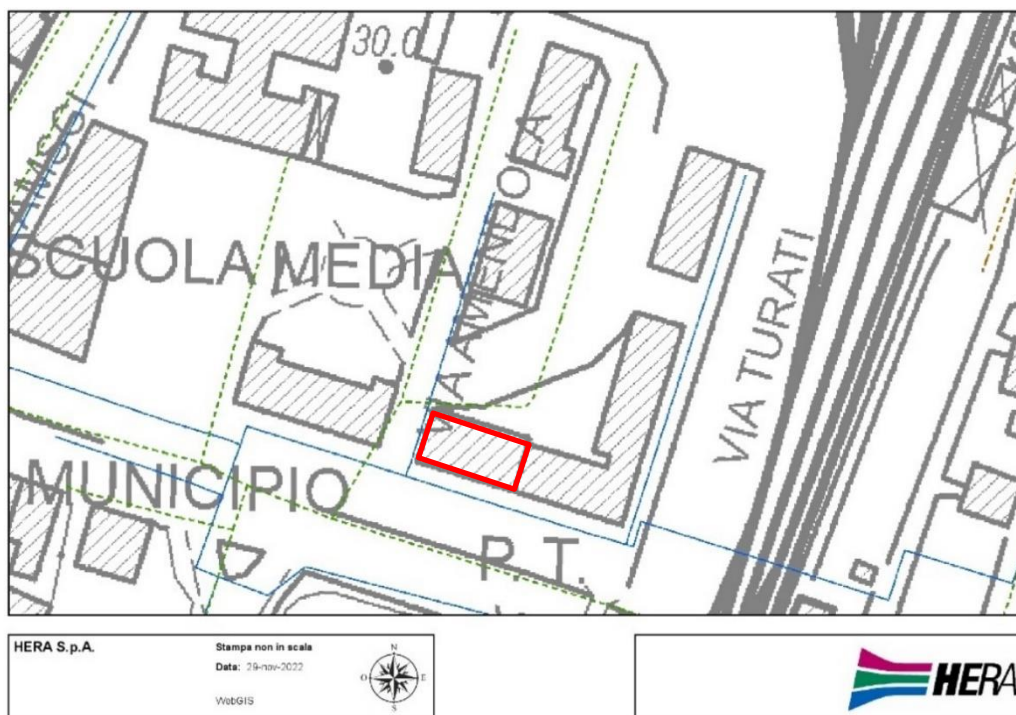 30.0
SCUOLA MEDIA
VIA AMENDOLA
VIA TURATI
MUNICIPIO
P.T.
HERA S.p.A.
Stampa non in scala
Data: 29-nov-2022
WebGIS
N
O
E
S
HERA